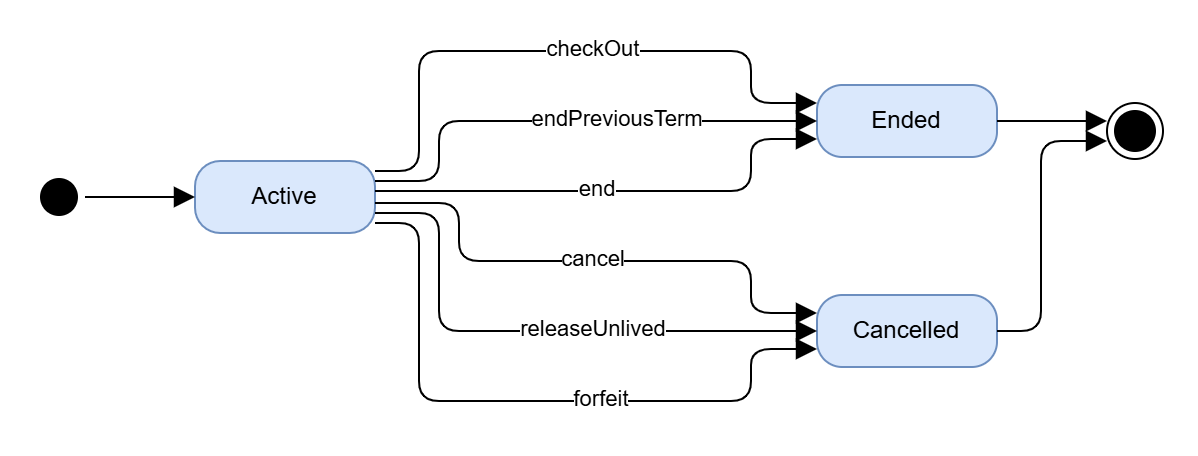 checkOut
endPreviousTerm
Ended
Active
end
cancel
releaseUnlived
Cancelled
forfeit